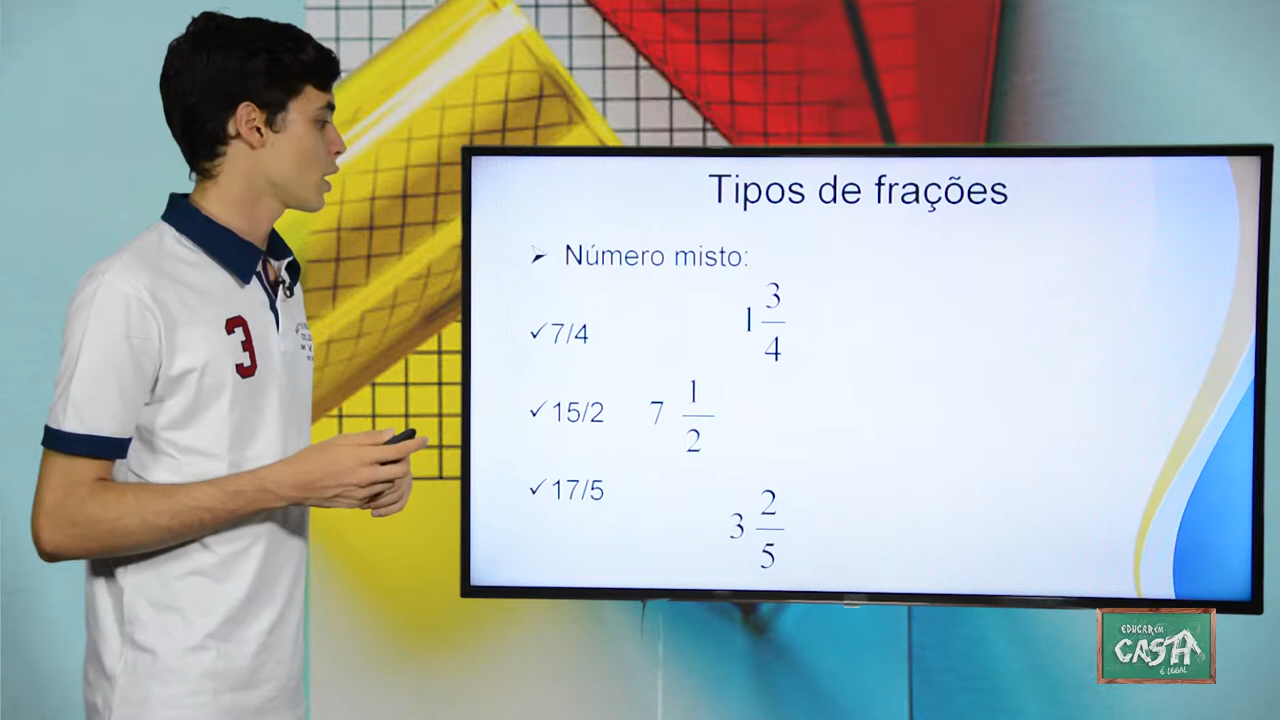 Tipos de frações
➢ Número misto:
✓7/4 1 3/4
✓15/2 7 1/2
✓17/5 3 2/5
3
EDUCAR EM
CASA
É LEGAL